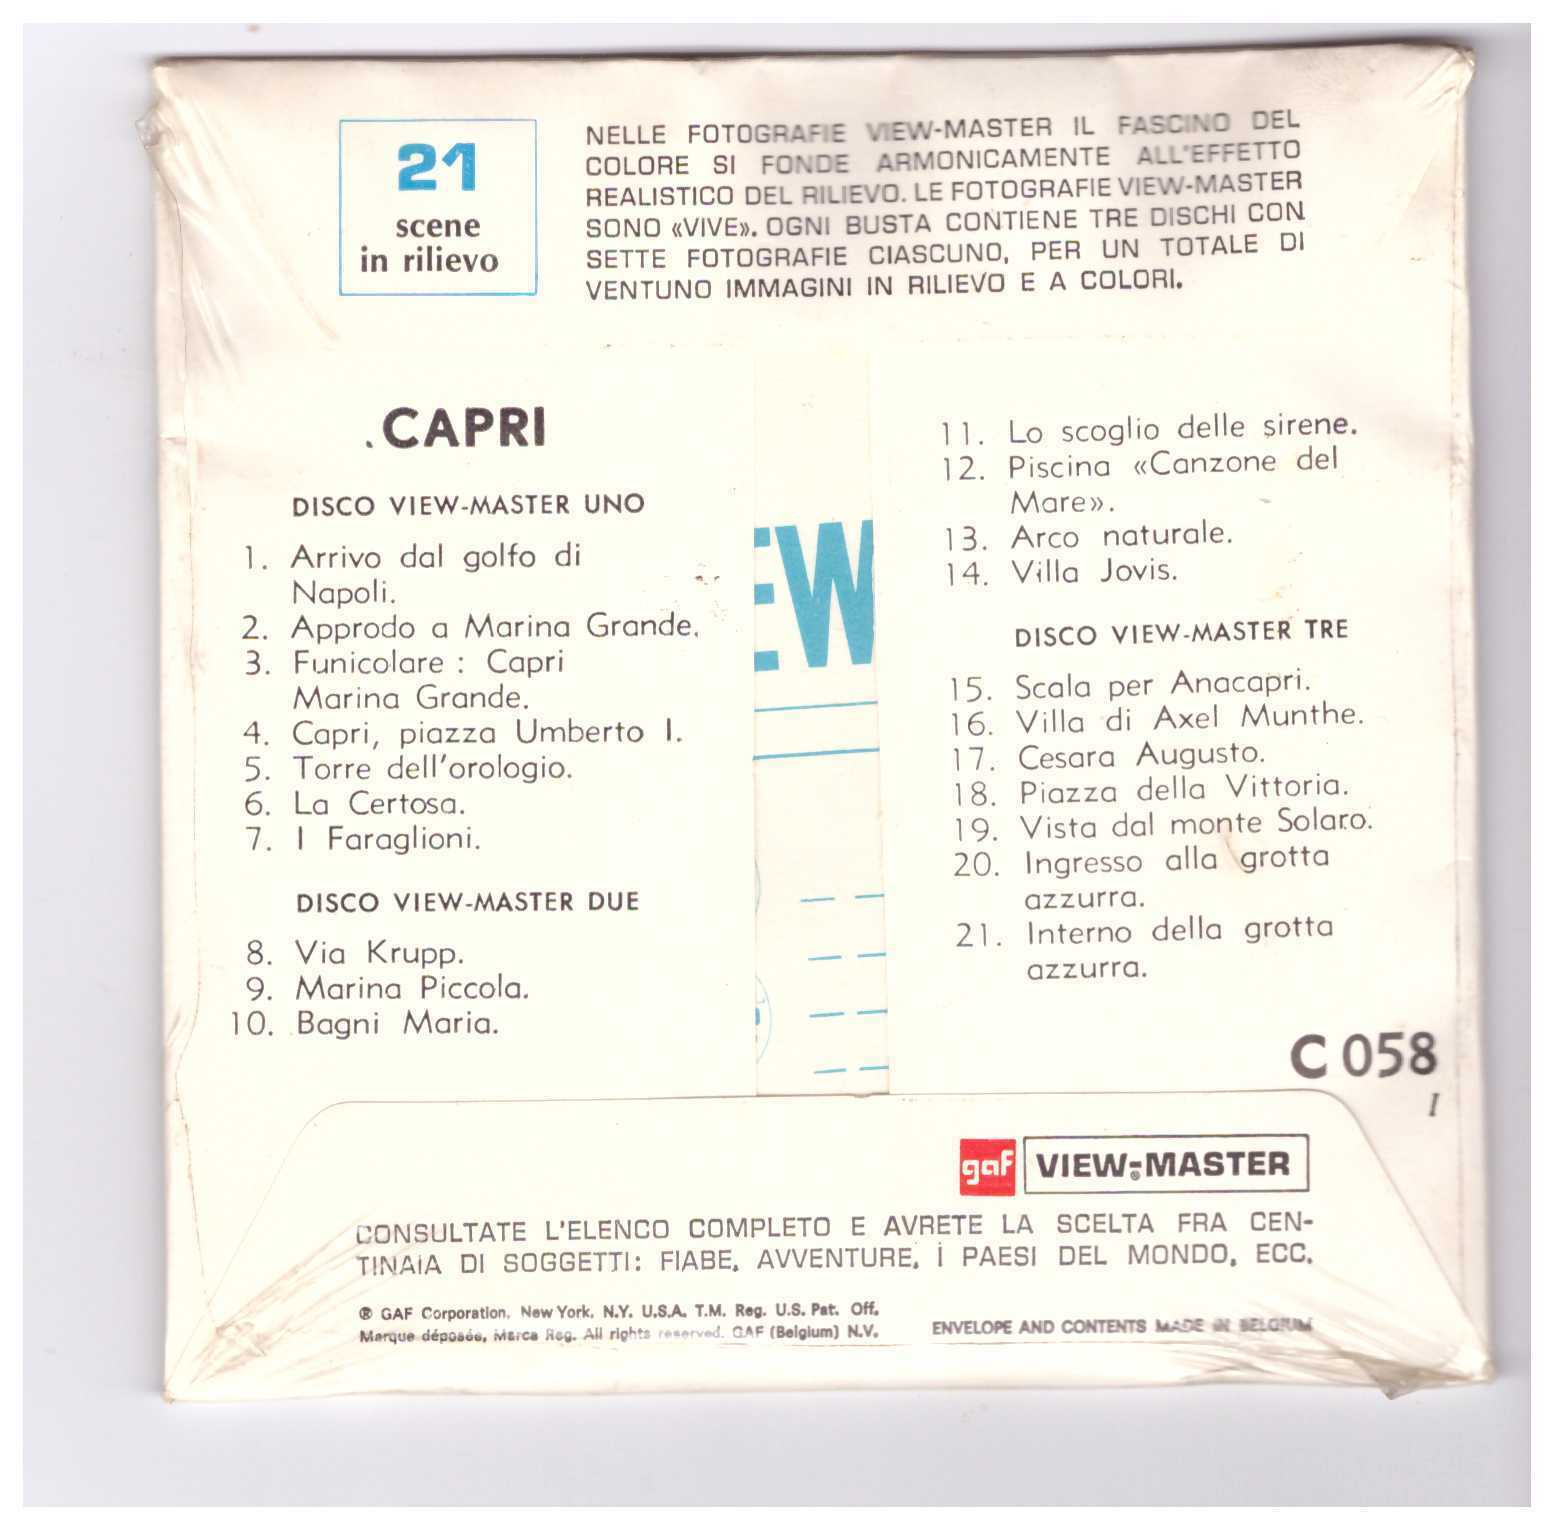 21
scene
in rilievo
NELLE FOTOGRAFIE VIEW-MASTER IL FASCINO DEL
COLORE SI FONDE ARMONICAMENTE ALL'EFFETTO
REALISTICO DEL RILIEVO. LE FOTOGRAFIE VIEW-MASTER
SONO «VIVE». OGNI BUSTA CONTIENE TRE DISCHI CON
SETTE FOTOGRAFIE CIASCUNO, PER UN TOTALE DI
VENTUNO IMMAGINI IN RILIEVO E A COLORI.
.CAPRI
DISCO VIEW-MASTER UNO
1. Arrivo dal golfo di
Napoli.
2. Approdo a Marina Grande.
3. Funicolare : Capri
Marina Grande.
4. Capri, piazza Umberto I.
5. Torre dell'orologio.
6. La Certosa.
7. I Faraglioni.
DISCO VIEW-MASTER DUE
8. Via Krupp.
9. Marina Piccola.
10. Bagni Maria.
EW
11. Lo scoglio delle sirene.
12. Piscina «Canzone del
Mare».
13. Arco naturale.
14. Villa Jovis.
DISCO VIEW-MASTER TRE
15. Scala per Anacapri.
16. Villa di Axel Munthe.
17. Cesara Augusto.
18. Piazza della Vittoria.
19. Vista dal monte Solaro.
20. Ingresso alla grotta
azzurra.
21. Interno della grotta
azzurra.
C 058
I
gaf VIEW-MASTER
®
CONSULTATE L'ELENCO COMPLETO E AVRETE LA SCELTA FRA CEN-
TINAIA DI SOGGETTI: FIABE, AVVENTURE, I PAESI DEL MONDO, ECC.
® GAF Corporation, New York, N.Y. U.S.A. T.M. Reg. U.S. Pat. Off.
Marque déposée, Marca Reg. All rights reserved. GAF (Belgium) N.V.
ENVELOPE AND CONTENTS MADE IN BELGIUM